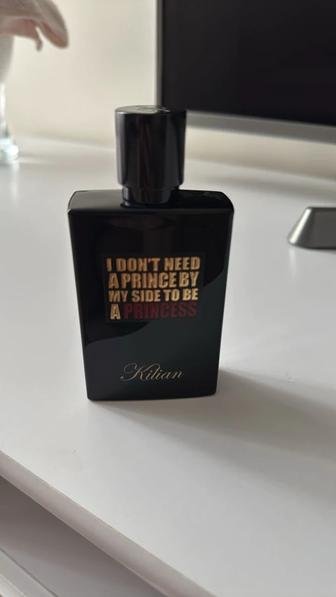 I DON'T NEED
A PRINCE BY
MY SIDE TO BE
A PRINCESS
Kilian